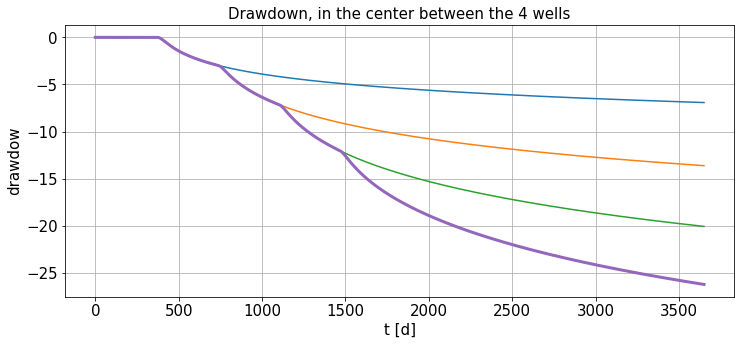 Drawdown, in the center between the 4 wells
0
−5
−10
−15
−20
−25
drawdow
0 500 1000 1500 2000 2500 3000 3500
t [d]